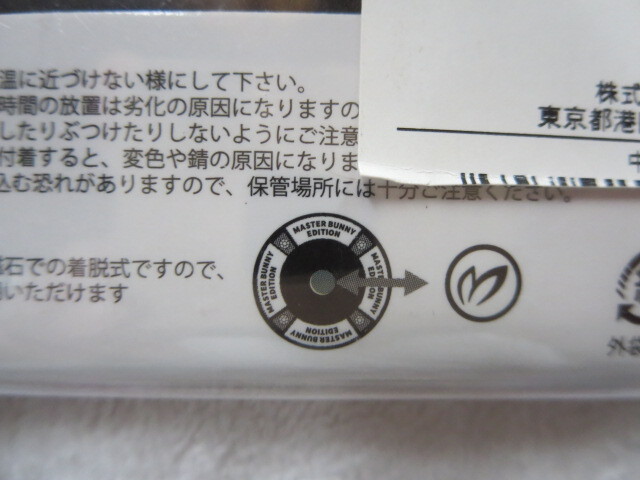 温に近づけない様にして下さい。
時間の放置は劣化の原因になりますの
したりぶつけたりしないようにご注意
付着すると、変色や錆の原因になりま
込む恐れがありますので、保管場所には十分ご注意ください。
石での着脱式ですので、
いただけます
MASTER BUNNY
EDITION
MASTER BUNNY
EDITION
MASTER BUNNY
EDITION
MASTER BUNNY
EDITION
株式
東京都港
外